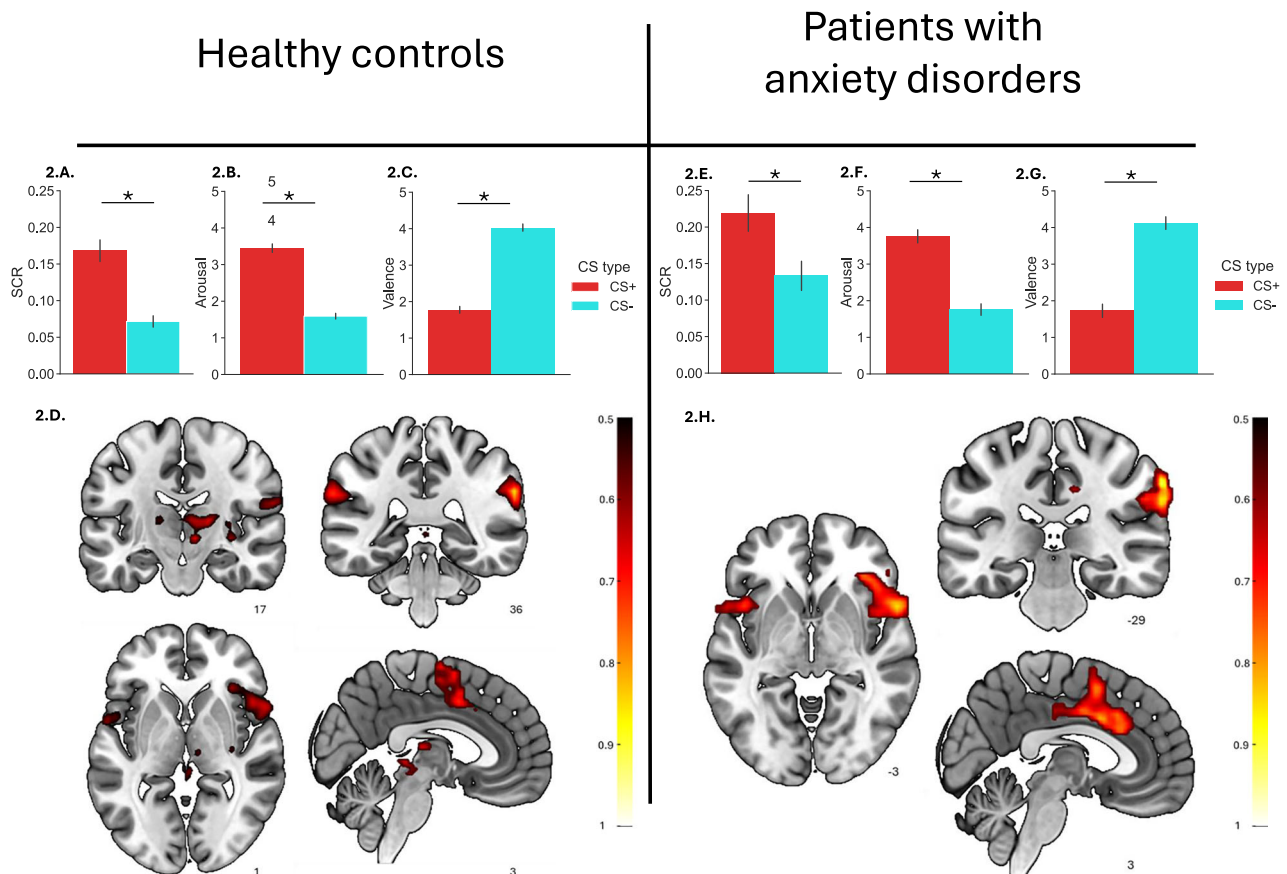 Healthy controls
Patients with
anxiety disorders
2.A.
0.25
0.20
0.15
0.10
0.05
0.00
SCR
*
2.B.
5
4
3
2
1
0
Arousal
5
4
*
2.C.
5
4
3
2
1
0
Valence
*
CS type
CS+
CS-
2.E.
0.25
0.20
0.15
0.10
0.05
0.00
SCR
*
2.F.
5
4
3
2
1
0
Arousal
*
2.G.
5
4
3
2
1
0
Valence
*
CS type
CS+
CS-
2.D.
17
36
1
3
0.5
0.6
0.7
0.8
0.9
1
2.H.
-3
-29
3
0.5
0.6
0.7
0.8
0.9
1